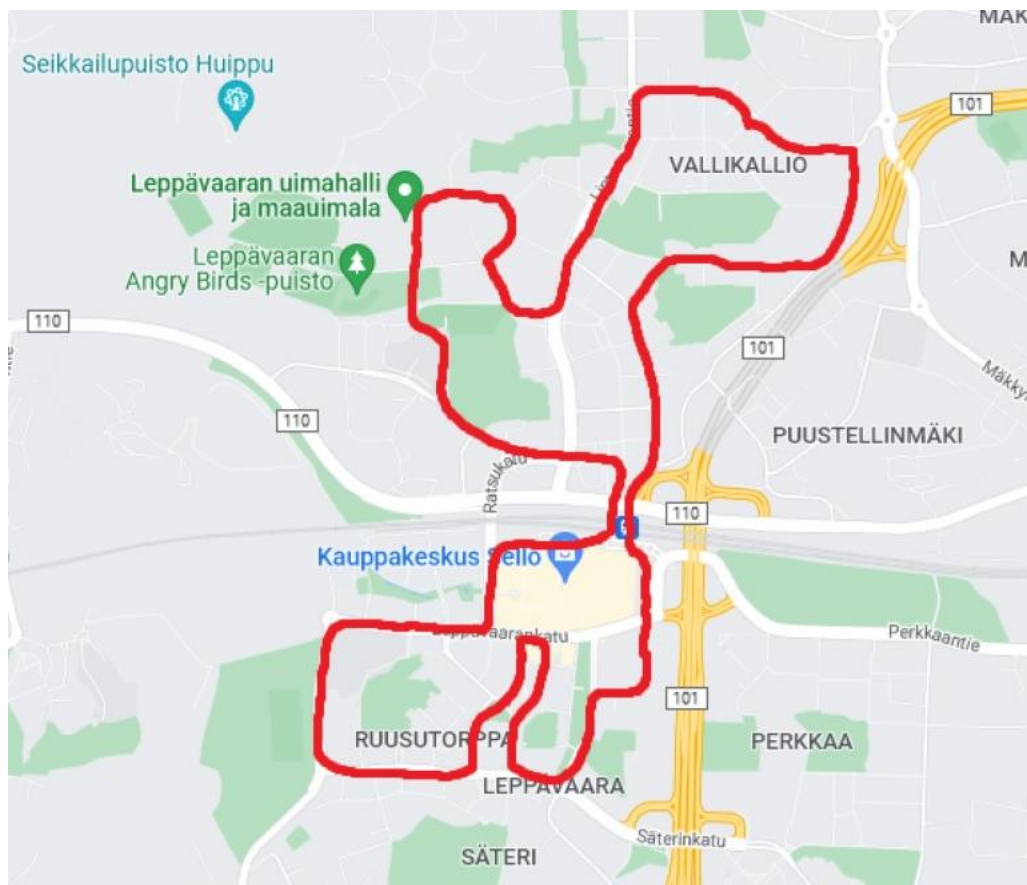 MÄK
Seikkailupuisto Huippu
101
VALLIKALLIO
Leppävaaran uimahalli
ja maauimala
Leppävaaran
Angry Birds -puisto
M
110
101
110
Mäkky
PUUSTELLINMÄKI
Ratsukatu
110
Kauppakeskus Sello
Leppävaarankatu
Perkkaantie
101
RUUSUTORPPA
PERKKAA
LEPPÄVAARA
Säterinkatu
SÄTERI